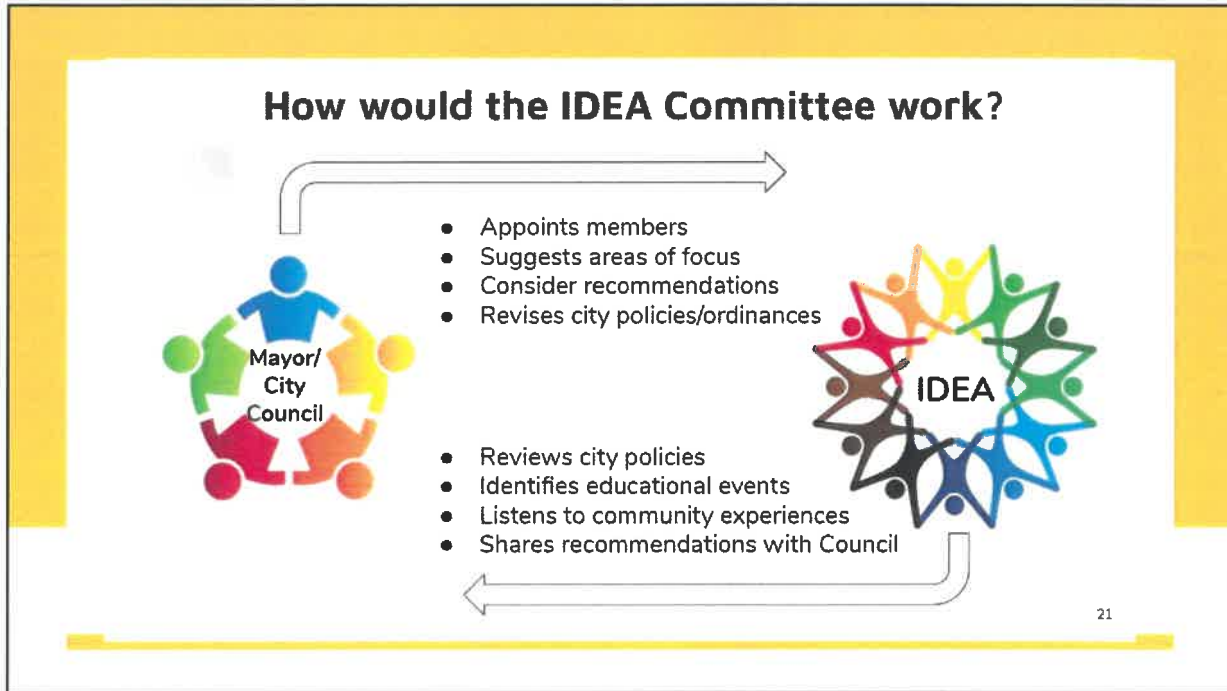 How would the IDEA Committee work?
● Appoints members
● Suggests areas of focus
● Consider recommendations
● Revises city policies/ordinances
Mayor/
City
Council
IDEA
● Reviews city policies
● Identifies educational events
● Listens to community experiences
● Shares recommendations with Council
21